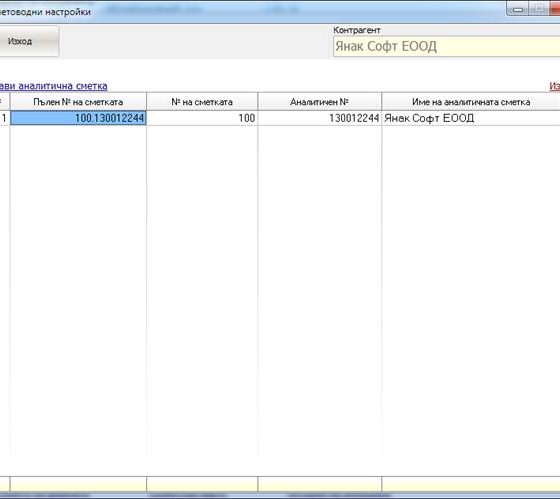 четоводни настройки
Изход
Контрагент
Янак Софт ЕООД
ави аналитична сметка
Из
Пълен № на сметката № на сметката Аналитичен № Име на аналитичната сметка
1 100.130012244 100 130012244 Янак Софт ЕООД